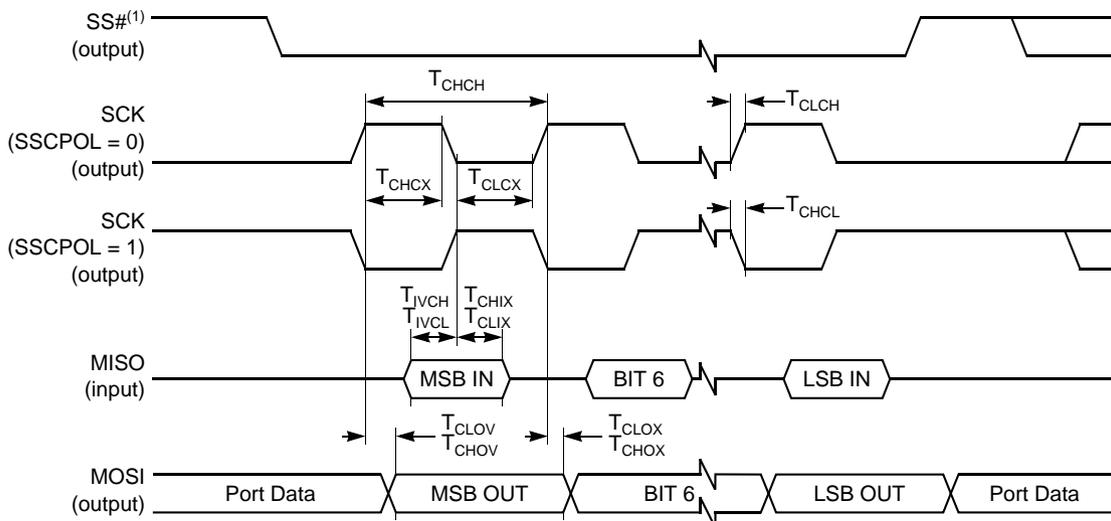 SS#(1)
(output)
TCHCH
TCLCH
SCK
(SSCPOL = 0)
(output)
TCHCX
TCLCX
TCHCL
SCK
(SSCPOL = 1)
(output)
TIVCH
TCHIX
TIVCL
TCLIX
MISO
(input)
MSB IN
BIT 6
LSB IN
TCLOV
TCLOX
TCHOV
TCHOX
MOSI
(output)
Port Data
MSB OUT
BIT 6
LSB OUT
Port Data